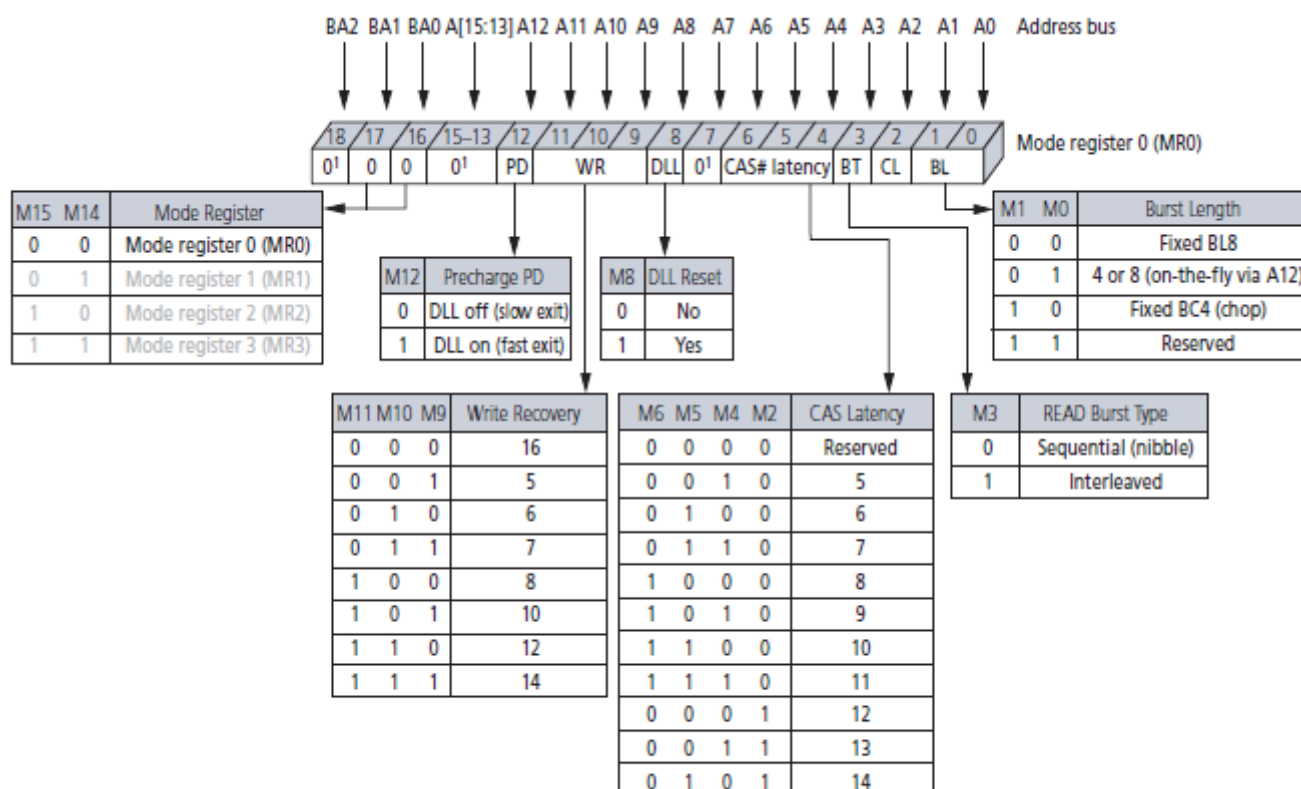 BA2 BA1 BA0 A[15:13] A12 A11 A10 A9 A8 A7 A6 A5 A4 A3 A2 A1 A0 Address bus
18 17 16 15–13 12 11 10 9 8 7 6 5 4 3 2 1 0
Mode register 0 (MR0)
0¹ 0 0 0¹ PD WR DLL 0¹ CAS# latency BT CL BL
M15 M14 Mode Register
0 0 Mode register 0 (MR0)
0 1 Mode register 1 (MR1)
1 0 Mode register 2 (MR2)
1 1 Mode register 3 (MR3)
M12 Precharge PD
0 DLL off (slow exit)
1 DLL on (fast exit)
M8 DLL Reset
0 No
1 Yes
M1 M0 Burst Length
0 0 Fixed BL8
0 1 4 or 8 (on-the-fly via A12)
1 0 Fixed BC4 (chop)
1 1 Reserved
M11 M10 M9 Write Recovery
0 0 0 16
0 0 1 5
0 1 0 6
0 1 1 7
1 0 0 8
1 0 1 10
1 1 0 12
1 1 1 14
M6 M5 M4 M2 CAS Latency
0 0 0 0 Reserved
0 0 1 0 5
0 1 0 0 6
0 1 1 0 7
1 0 0 0 8
1 0 1 0 9
1 1 0 0 10
1 1 1 0 11
0 0 0 1 12
0 0 1 1 13
0 1 0 1 14
M3 READ Burst Type
0 Sequential (nibble)
1 Interleaved